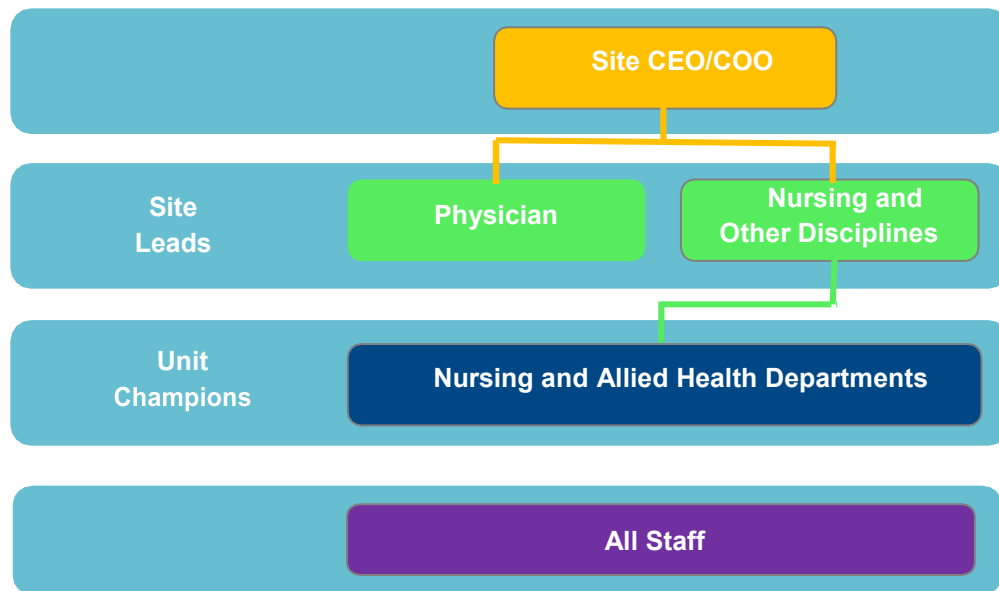 Site CEO/COO
Site
Leads
Physician
Nursing and
Other Disciplines
Unit
Champions
Nursing and Allied Health Departments
All Staff